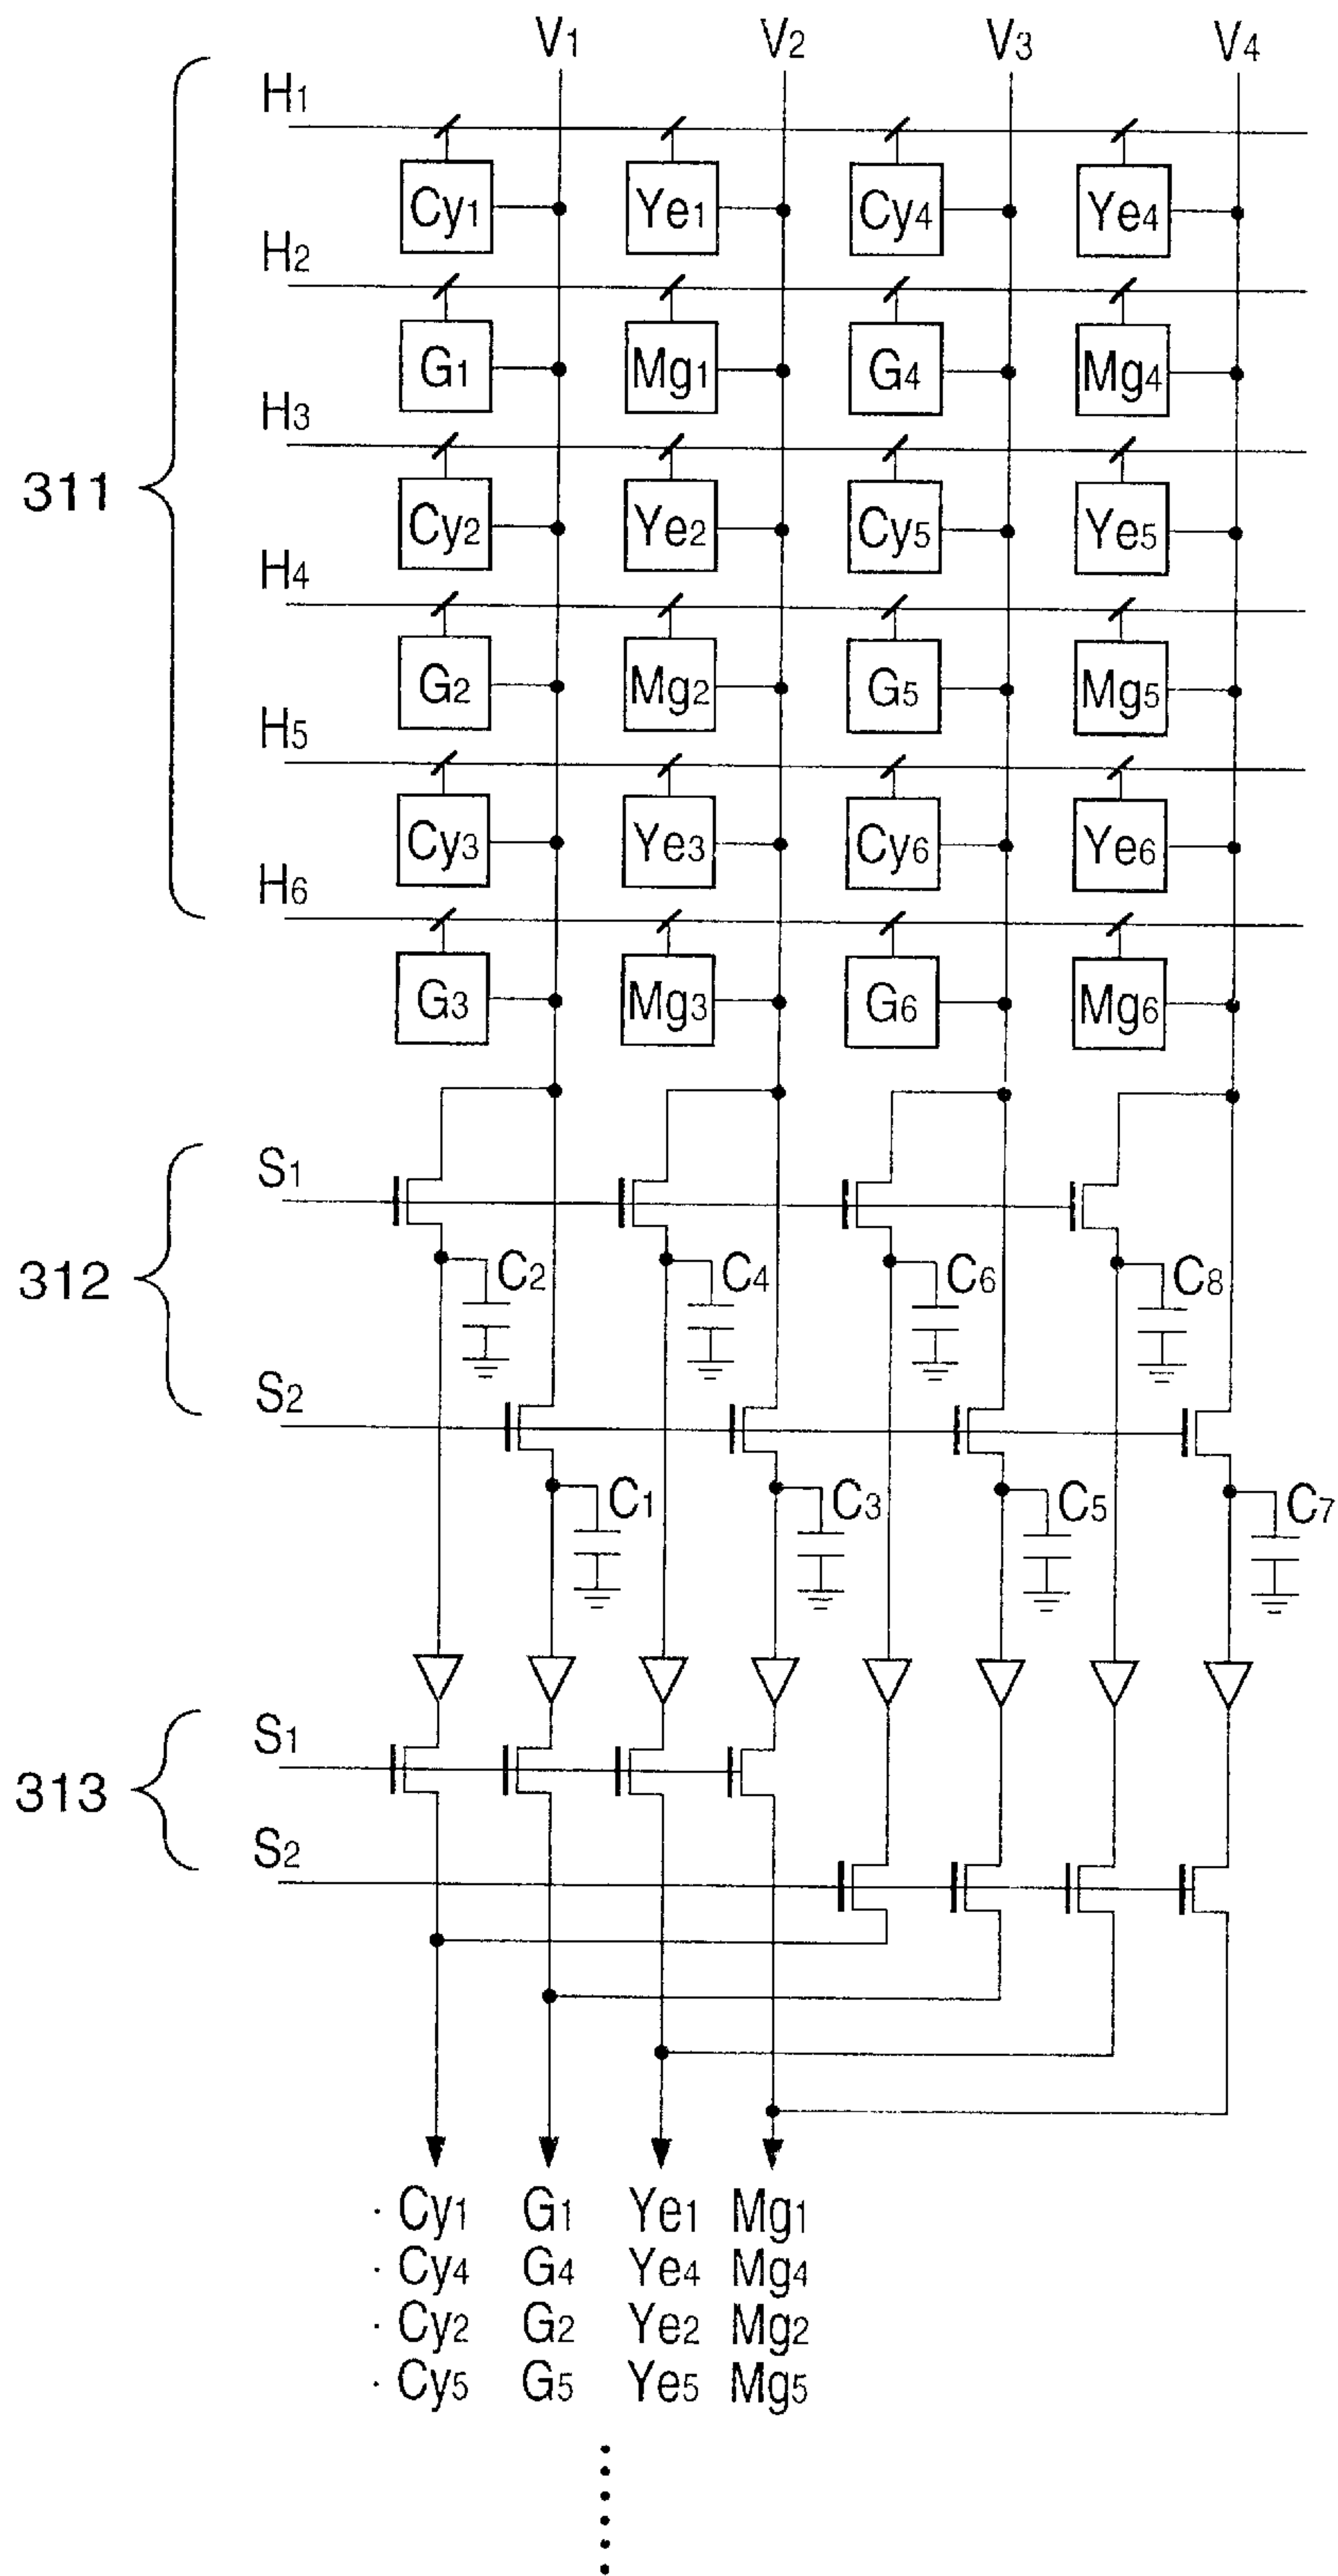 V1 V2 V3 V4
H1
Cy1 Ye1 Cy4 Ye4
H2
G1 Mg1 G4 Mg4
H3
311
Cy2 Ye2 Cy5 Ye5
H4
G2 Mg2 G5 Mg5
H5
Cy3 Ye3 Cy6 Ye6
H6
G3 Mg3 G6 Mg6
S1
312
C2 C4 C6 C8
S2
C1 C3 C5 C7
S1
313
S2
· Cy1 G1 Ye1 Mg1
· Cy4 G4 Ye4 Mg4
· Cy2 G2 Ye2 Mg2
· Cy5 G5 Ye5 Mg5